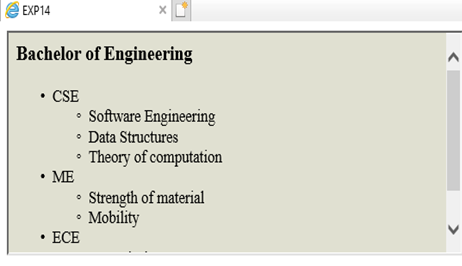 EXP14
Bachelor of Engineering
• CSE
◦ Software Engineering
◦ Data Structures
◦ Theory of computation
• ME
◦ Strength of material
◦ Mobility
• ECE